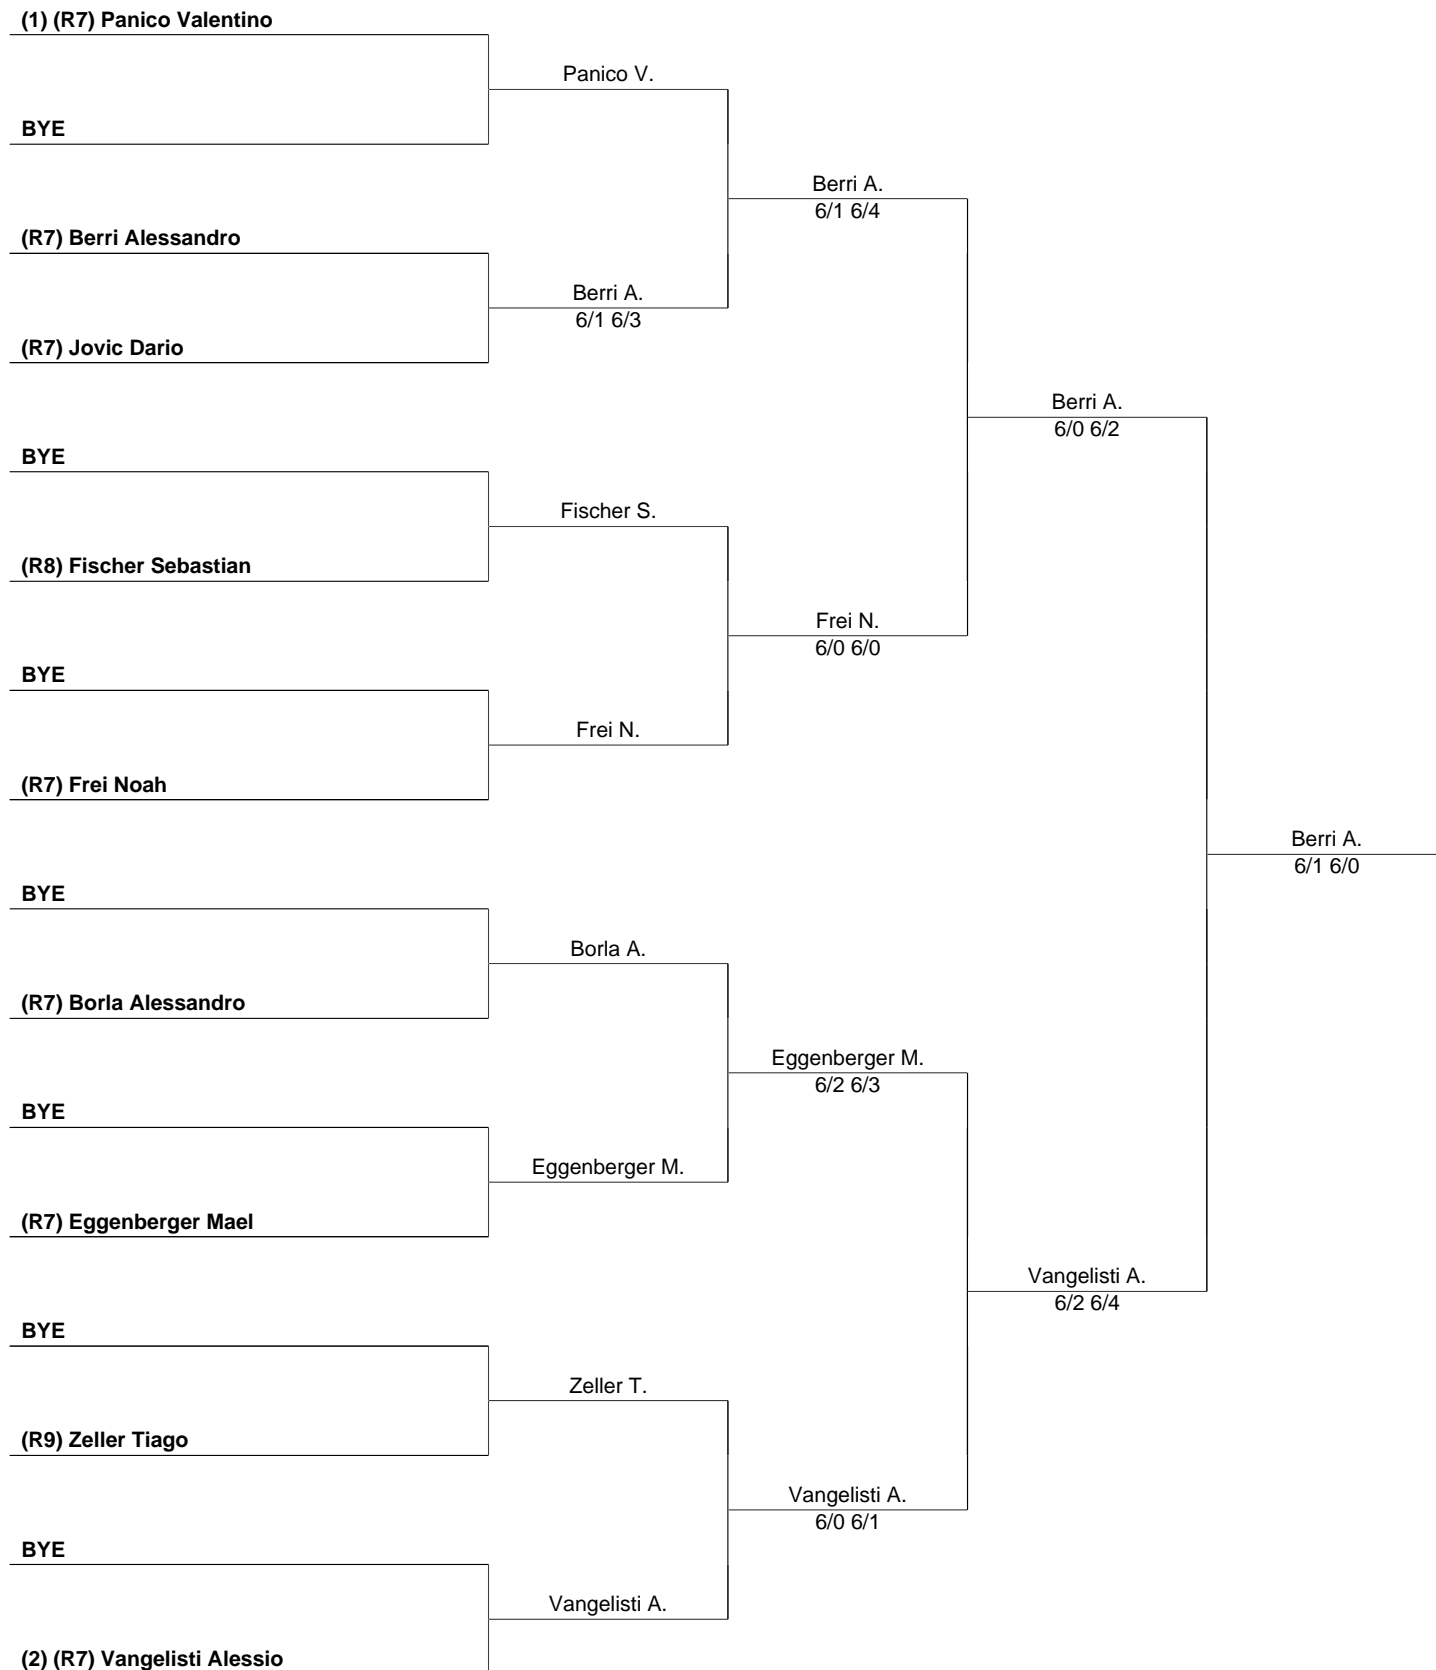 (1) (R7) Panico Valentino
Panico V.
BYE
Berri A.
6/1 6/4
(R7) Berri Alessandro
Berri A.
6/1 6/3
(R7) Jovic Dario
Berri A.
6/0 6/2
BYE
Fischer S.
(R8) Fischer Sebastian
Frei N.
6/0 6/0
BYE
Frei N.
(R7) Frei Noah
Berri A.
6/1 6/0
BYE
Borla A.
(R7) Borla Alessandro
Eggenberger M.
6/2 6/3
BYE
Eggenberger M.
(R7) Eggenberger Mael
Vangelisti A.
6/2 6/4
BYE
Zeller T.
(R9) Zeller Tiago
Vangelisti A.
6/0 6/1
BYE
Vangelisti A.
(2) (R7) Vangelisti Alessio